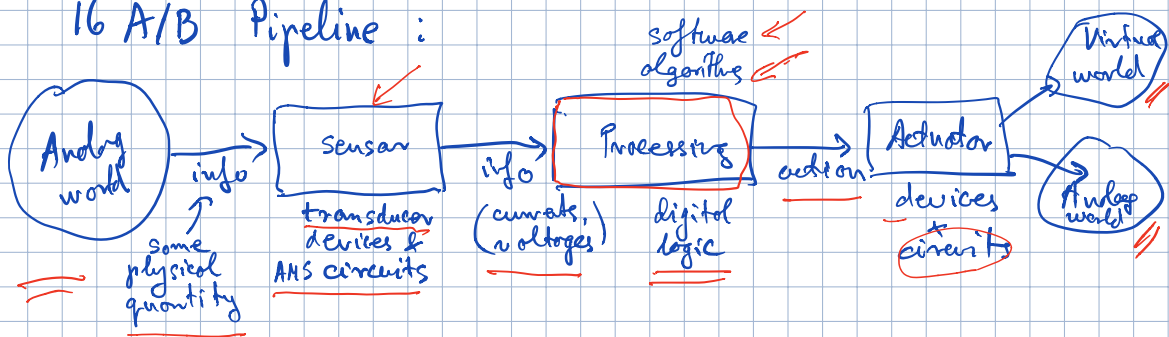 16 A/B Pipeline :
software
algorithms
Analog
world
info
some
physical
quantity
sensor
transducer
devices &
AMS circuits
info
(currents,
voltages)
Processing
digital
logic
action
Actuator
devices
+
circuits
Virtual
world
Analog
world